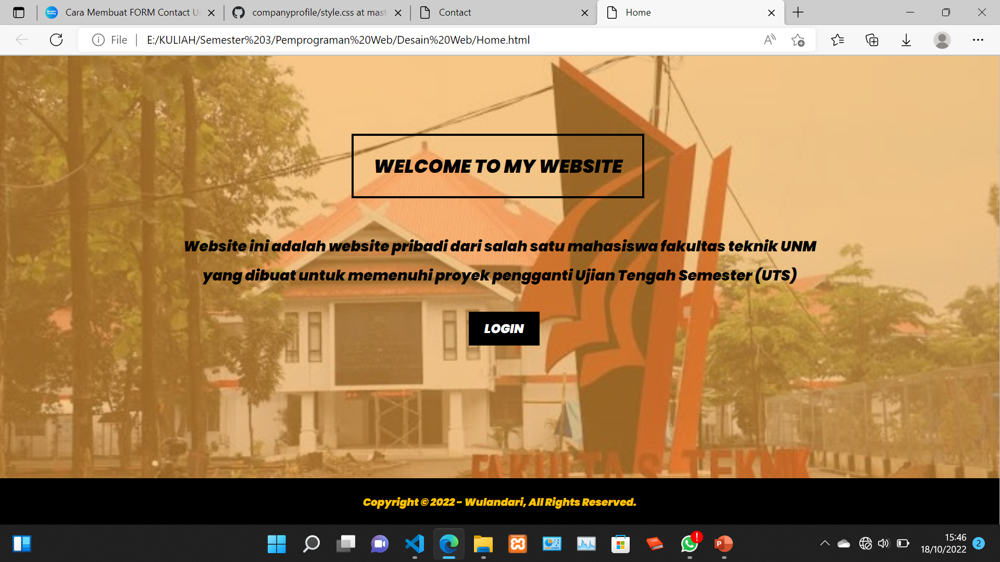 Cara Membuat FORM Contact Us
companyprofile/style.css at mast
Contact
Home
File
E:/KULIAH/Semester%203/Pemprograman%20Web/Desain%20Web/Home.html
WELCOME TO MY WEBSITE
Website ini adalah website pribadi dari salah satu mahasiswa fakultas teknik UNM
yang dibuat untuk memenuhi proyek pengganti Ujian Tengah Semester (UTS)
LOGIN
FAKULTAS TEKNIK
Copyright © 2022 - Wulandari, All Rights Reserved.
15:46
18/10/2022
2